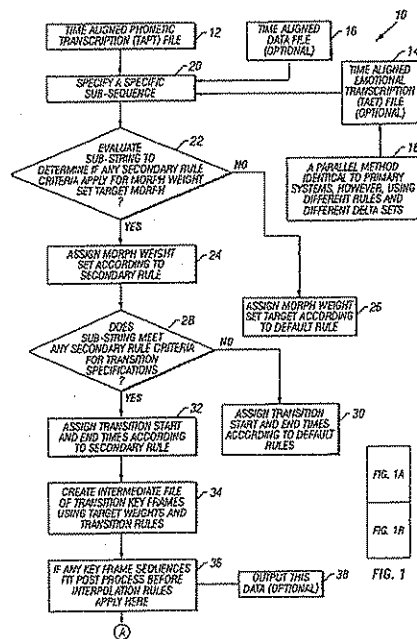 10
TIME ALIGNED PHONETIC
TRANSCRIPTION (TAPT) FILE
12
TIME ALIGNED
DATA FILE
(OPTIONAL)
16
14
TIME ALIGNED
EMOTIONAL
TRANSCRIPTION
(TAET) FILE
(OPTIONAL)
20
SPECIFY A SPECIFIC
SUB-SEQUENCE
18
A PARALLEL METHOD
IDENTICAL TO PRIMARY
SYSTEMS, HOWEVER, USING
DIFFERENT RULES AND
DIFFERENT DELTA SETS
22
EVALUATE
SUB-STRING TO
DETERMINE IF ANY SECONDARY RULE
CRITERIA APPLY FOR MORPH WEIGHT
SET TARGET MORPH
?
NO
YES
ASSIGN MORPH WEIGHT
SET ACCORDING TO
SECONDARY RULE
24
ASSIGN MORPH WEIGHT
SET TARGET ACCORDING
TO DEFAULT RULE
26
28
DOES
SUB-STRING MEET
ANY SECONDARY RULE CRITERIA
FOR TRANSITION
SPECIFICATIONS
?
NO
YES
32
ASSIGN TRANSITION START
AND END TIMES ACCORDING
TO SECONDARY RULE
ASSIGN TRANSITION START
AND END TIMES
ACCORDING TO DEFAULT
RULES
30
CREATE INTERMEDIATE FILE
OF TRANSITION KEY FRAMES
USING TARGET WEIGHTS AND
TRANSITION RULES
34
IF ANY KEY FRAME SEQUENCES
FIT POST PROCESS BEFORE
INTERPOLATION RULES
APPLY HERE
36
OUTPUT THIS
DATA (OPTIONAL)
38
A
FIG. 1A
FIG. 1B
FIG. 1